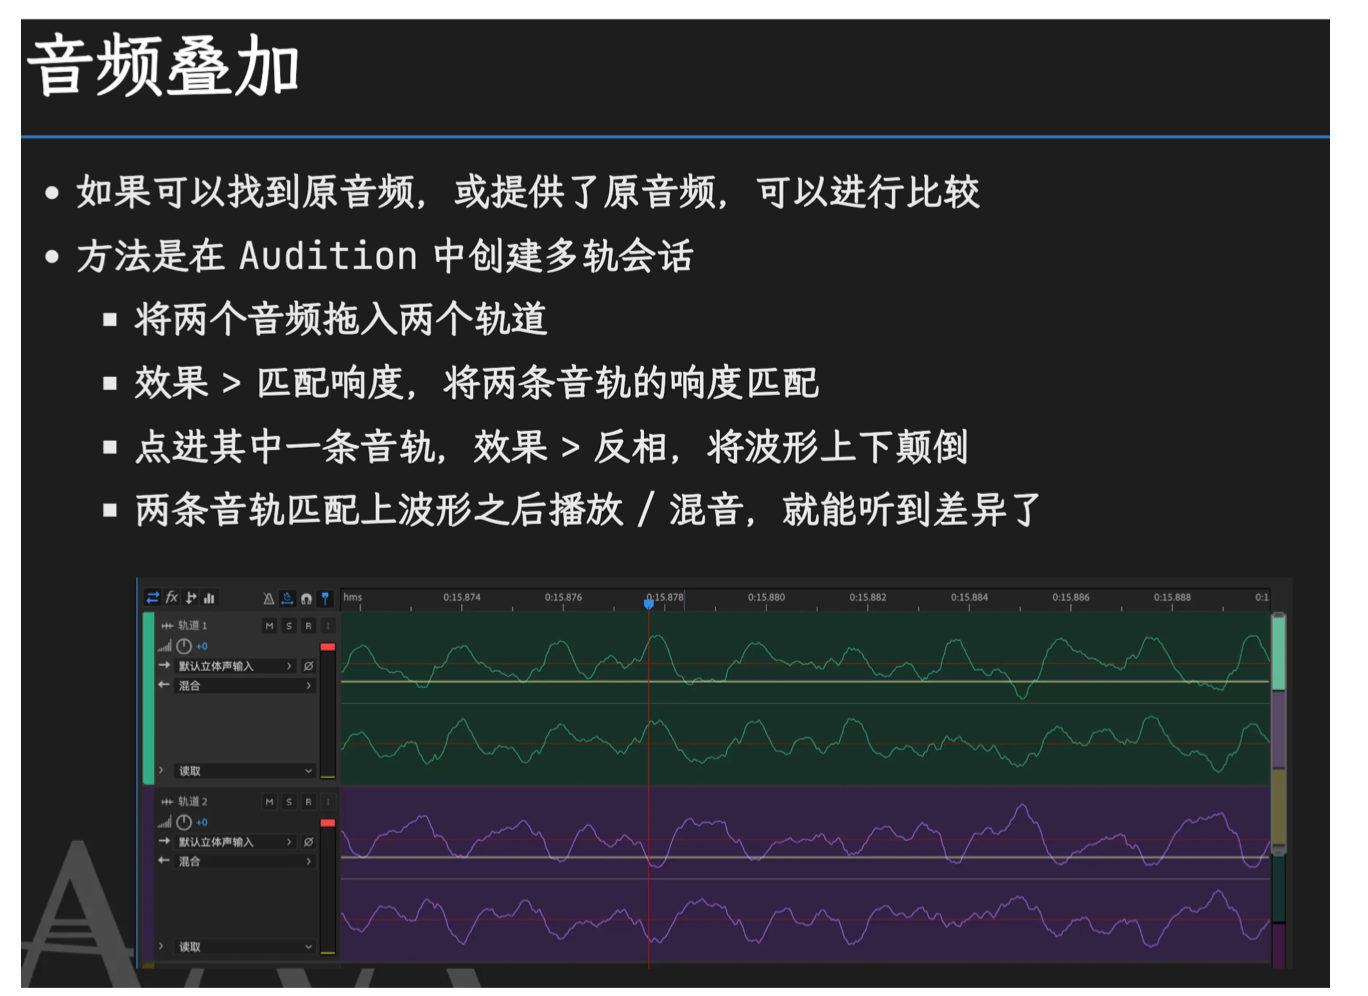 音频叠加
• 如果可以找到原音频，或提供了原音频，可以进行比较
• 方法是在 Audition 中创建多轨会话
▪ 将两个音频拖入两个轨道
▪ 效果 > 匹配响度，将两条音轨的响度匹配
▪ 点进其中一条音轨，效果 > 反相，将波形上下颠倒
▪ 两条音轨匹配上波形之后播放 / 混音，就能听到差异了
fx hms 0:15.874 0:15.876 0:15.878 0:15.880 0:15.882 0:15.884 0:15.886 0:15.888 0:1
轨道 1 M S R I
+0
默认立体声输入 > Ø
混合 >
> 读取
轨道 2 M S R I
+0
默认立体声输入 > Ø
混合 >
> 读取